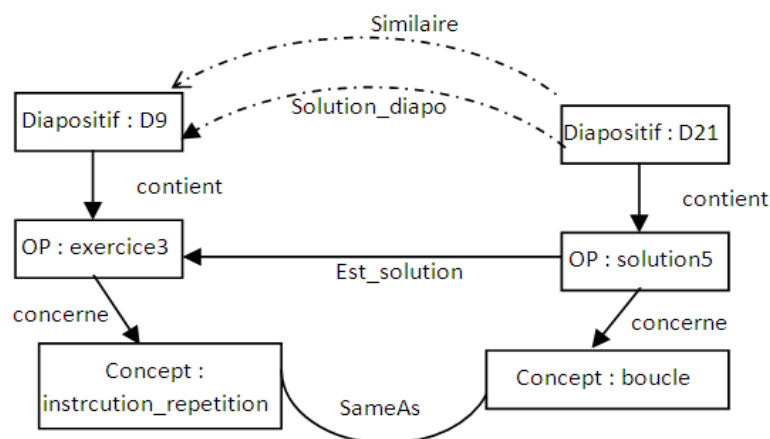 Similaire
Diapositif : D9
Solution_diapo
Diapositif : D21
contient
contient
OP : exercice3
Est_solution
OP : solution5
concerne
concerne
Concept :
instrcution_repetition
SameAs
Concept : boucle